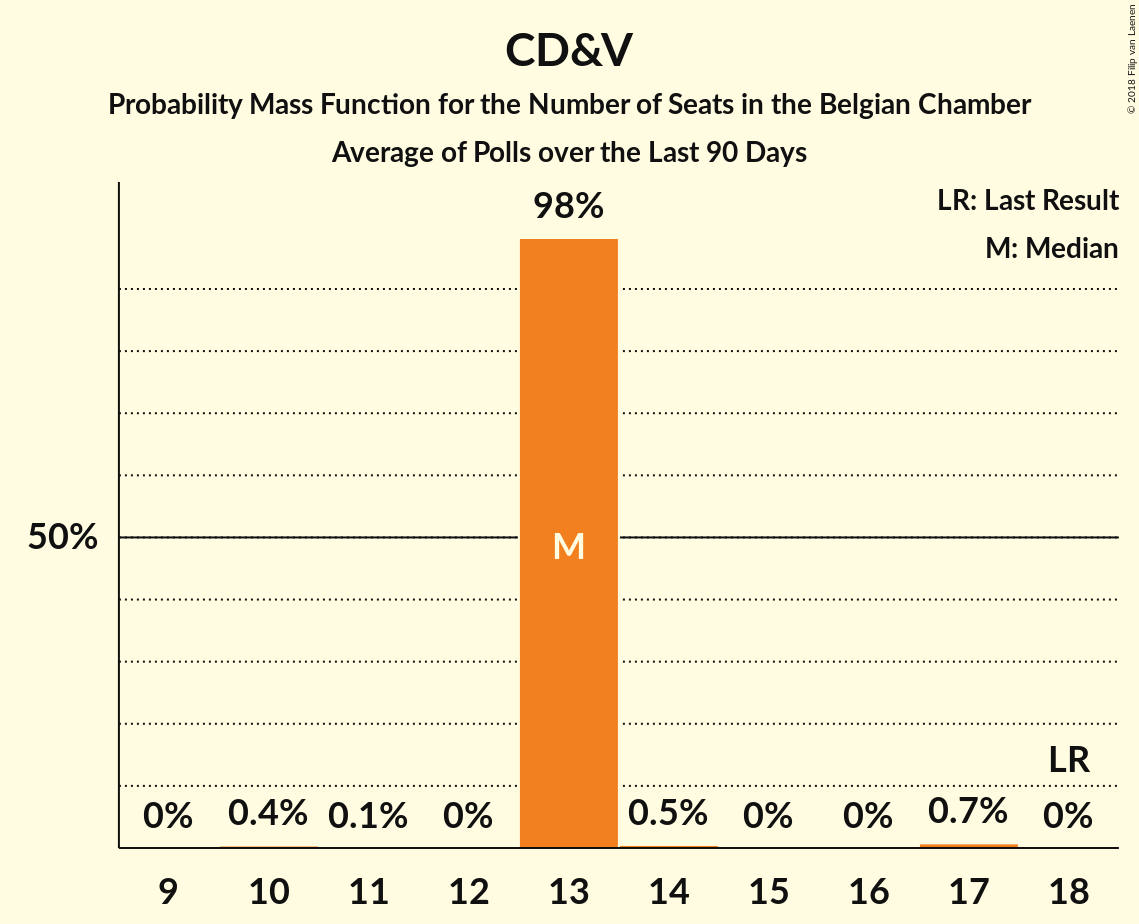 CD&V
Probability Mass Function for the Number of Seats in the Belgian Chamber
Average of Polls over the Last 90 Days
© 2018 Filip van Laenen
LR: Last Result
M: Median
98%
50%
M
LR
0% 0.4% 0.1% 0% 0.5% 0% 0% 0.7% 0%
9 10 11 12 13 14 15 16 17 18